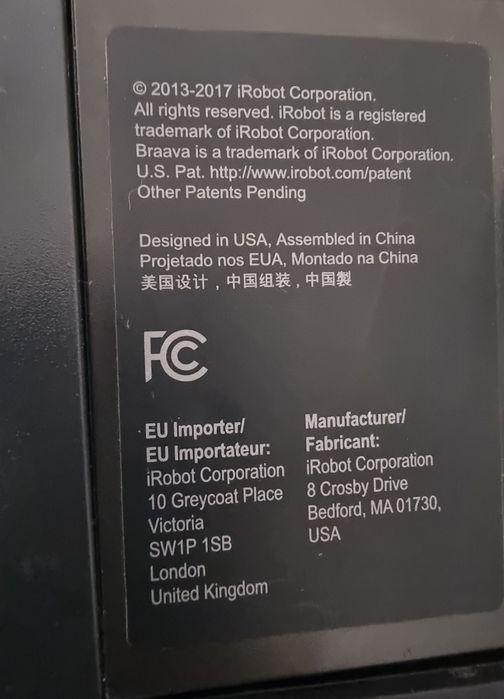 © 2013-2017 iRobot Corporation.
All rights reserved. iRobot is a registered
trademark of iRobot Corporation.
Braava is a trademark of iRobot Corporation.
U.S. Pat. http://www.irobot.com/patent
Other Patents Pending
Designed in USA, Assembled in China
Projetado nos EUA, Montado na China
美国设计，中国组装，中国製
FC
EU Importer/
EU Importateur:
iRobot Corporation
10 Greycoat Place
Victoria
SW1P 1SB
London
United Kingdom
Manufacturer/
Fabricant:
iRobot Corporation
8 Crosby Drive
Bedford, MA 01730,
USA